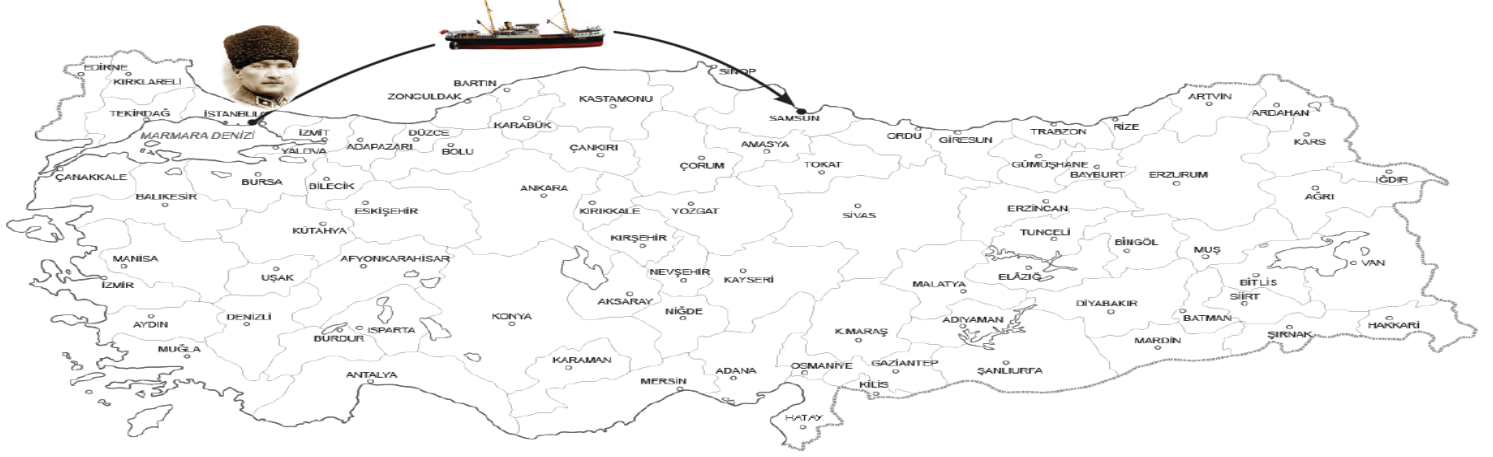 EDİRNE
KIRKLARELİ
TEKİRDAĞ
İSTANBUL
MARMARA DENİZİ
YALOVA
İZMİT
ADAPAZARI
DÜZCE
BOLU
ZONGULDAK
BARTIN
KARABÜK
KASTAMONU
SİNOP
SAMSUN
ÇANKIRI
ÇORUM
AMASYA
TOKAT
ORDU
GİRESUN
TRABZON
RİZE
ARTVİN
ARDAHAN
KARS
GÜMÜŞHANE
BAYBURT
ERZURUM
IĞDIR
AĞRI
ÇANAKKALE
BALIKESİR
BURSA
BİLECİK
ESKİŞEHİR
KÜTAHYA
ANKARA
KIRIKKALE
YOZGAT
SİVAS
ERZİNCAN
TUNCELİ
BİNGÖL
MUŞ
MANİSA
İZMİR
UŞAK
AFYONKARAHİSAR
KIRŞEHİR
NEVŞEHİR
KAYSERİ
AKSARAY
NİĞDE
MALATYA
ELÂZIĞ
BİTLİS
VAN
SİİRT
DİYABAKIR
BATMAN
ŞIRNAK
HAKKARİ
MARDİN
AYDIN
DENİZLİ
BURDUR
ISPARTA
KONYA
MUĞLA
ANTALYA
KARAMAN
MERSİN
ADANA
K.MARAŞ
ADIYAMAN
OSMANİYE
GAZİANTEP
KİLİS
ŞANLIURFA
HATAY